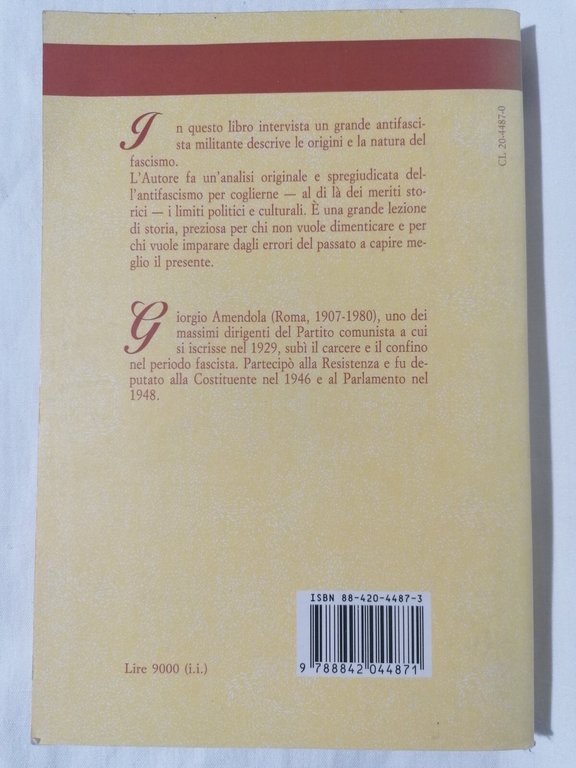 CL 20-4487-0
In questo libro intervista un grande antifasci-
sta militante descrive le origini e la natura del
fascismo.
L'Autore fa un'analisi originale e spregiudicata del-
l'antifascismo per coglierne — al di là dei meriti sto-
rici — i limiti politici e culturali. È una grande lezione
di storia, preziosa per chi non vuole dimenticare e per
chi vuole imparare dagli errori del passato a capire me-
glio il presente.
Giorgio Amendola (Roma, 1907-1980), uno dei
massimi dirigenti del Partito comunista a cui
si iscrisse nel 1929, subì il carcere e il confino
nel periodo fascista. Partecipò alla Resistenza e fu de-
putato alla Costituente nel 1946 e al Parlamento nel
1948.
ISBN 88-420-4487-3
9 788842 044871
Lire 9000 (i.i.)